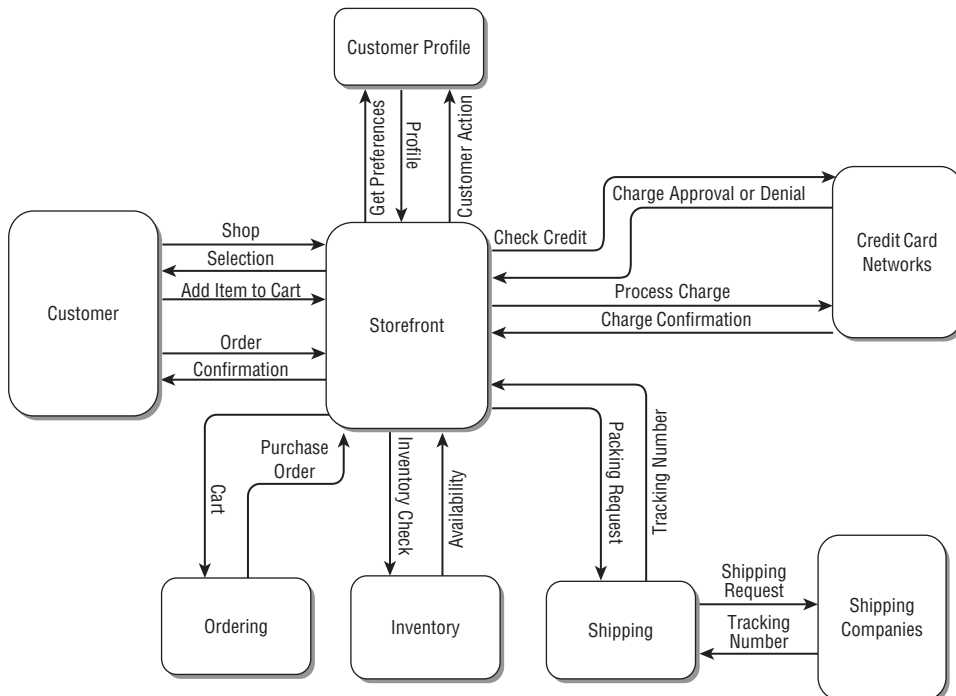 Customer Profile
Get Preferences
Profile
Customer Action
Check Credit
Charge Approval or Denial
Credit Card
Networks
Shop
Selection
Add Item to Cart
Customer
Storefront
Process Charge
Charge Confirmation
Order
Confirmation
Purchase
Order
Cart
Inventory Check
Availability
Packing Request
Tracking Number
Ordering
Inventory
Shipping
Shipping
Request
Tracking
Number
Shipping
Companies